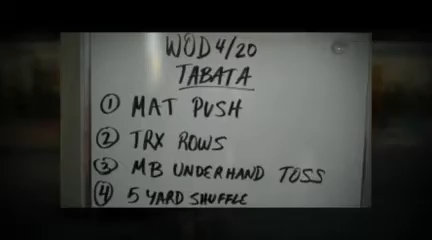 WOD 4/20
TABATA
① MAT PUSH
② TRX ROWS
③ MB UNDERHAND TOSS
④ 5 YARD SHUFFLE